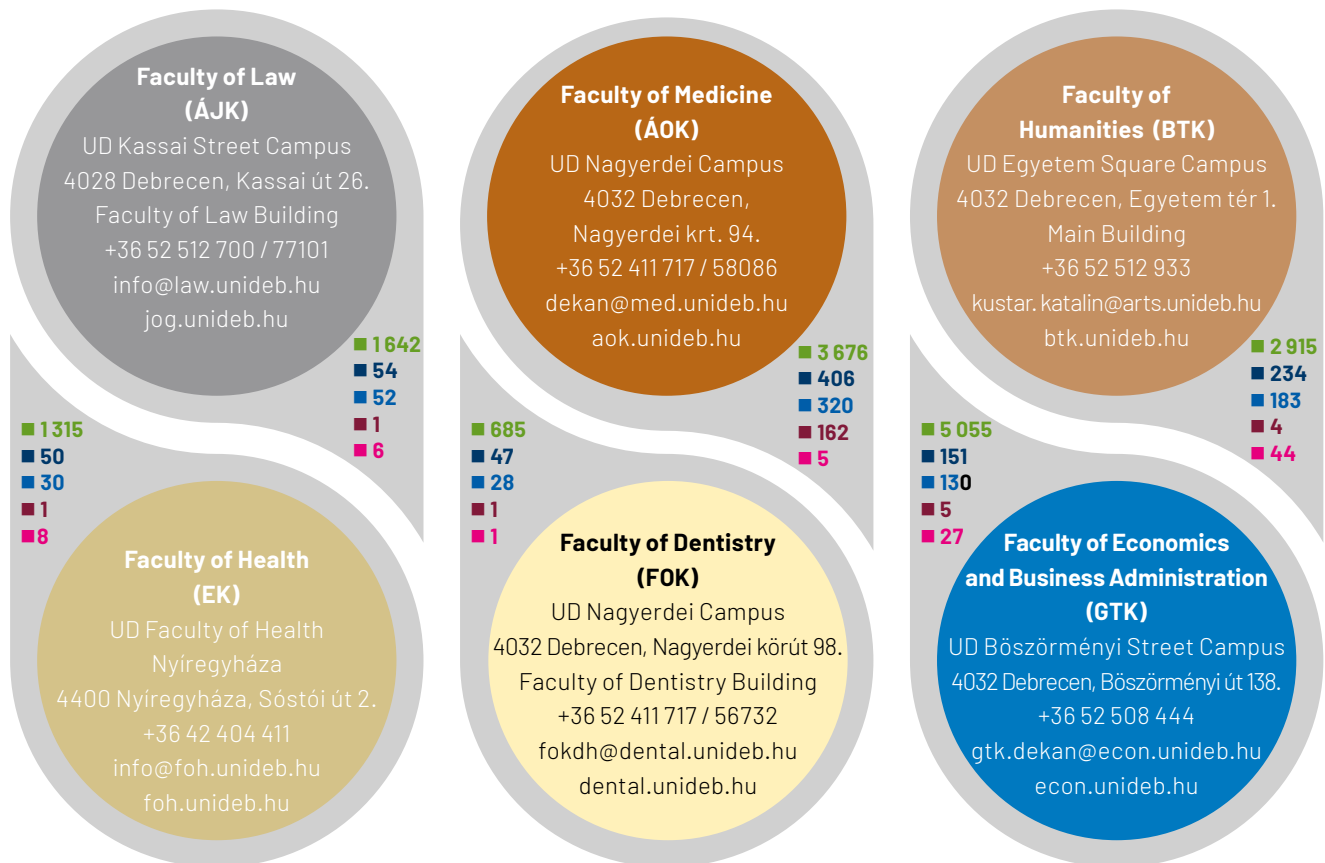 Faculty of Law
(ÁJK)
UD Kassai Street Campus
4028 Debrecen, Kassai út 26.
Faculty of Law Building
+36 52 512 700 / 77101
info@law.unideb.hu
jog.unideb.hu
1 642
54
52
1
6
Faculty of Medicine
(ÁOK)
UD Nagyerdei Campus
4032 Debrecen,
Nagyerdei krt. 94.
+36 52 411 717 / 58086
dekan@med.unideb.hu
aok.unideb.hu
3 676
406
320
162
5
Faculty of
Humanities (BTK)
UD Egyetem Square Campus
4032 Debrecen, Egyetem tér 1.
Main Building
+36 52 512 933
kustar.katalin@arts.unideb.hu
btk.unideb.hu
2 915
234
183
4
44
1 315
50
30
1
8
Faculty of Health
(EK)
UD Faculty of Health
Nyíregyháza
4400 Nyíregyháza, Sóstói út 2.
+36 42 404 411
info@foh.unideb.hu
foh.unideb.hu
685
47
28
1
1
Faculty of Dentistry
(FOK)
UD Nagyerdei Campus
4032 Debrecen, Nagyerdei körút 98.
Faculty of Dentistry Building
+36 52 411 717 / 56732
fokdh@dental.unideb.hu
dental.unideb.hu
5 055
151
130
5
27
Faculty of Economics
and Business Administration
(GTK)
UD Böszörményi Street Campus
4032 Debrecen, Böszörményi út 138.
+36 52 508 444
gtk.dekan@econ.unideb.hu
econ.unideb.hu